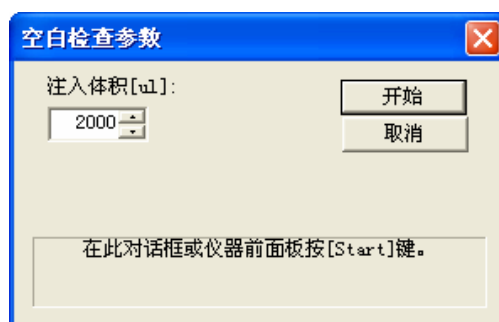 空白检查参数
注入体积[ul]:
2000
开始
取消
在此对话框或仪器前面板按[Start]键。